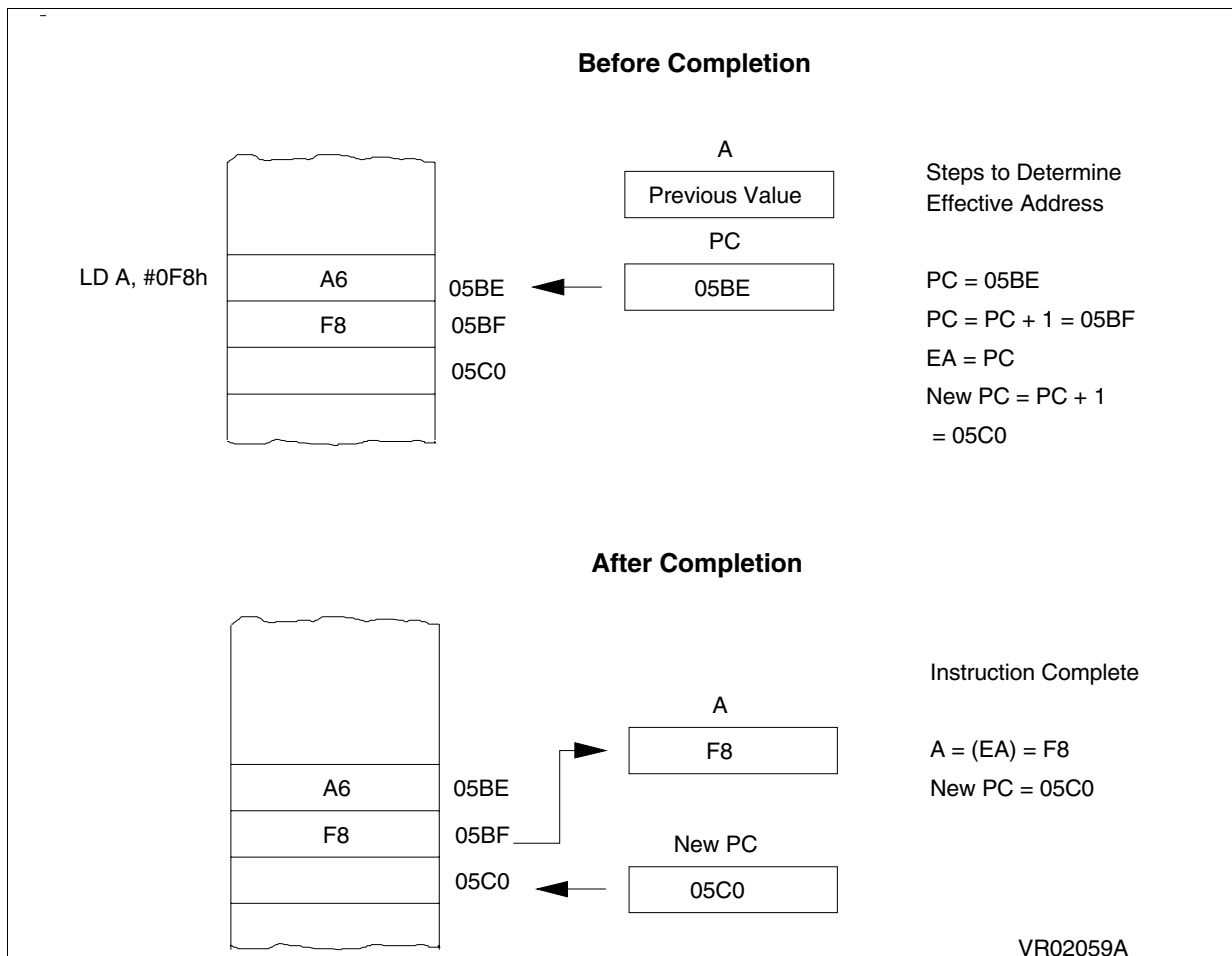 Before Completion
A
Previous Value
PC
05BE
LD A, #0F8h
A6
F8
05BE
05BF
05C0
Steps to Determine
Effective Address
PC = 05BE
PC = PC + 1 = 05BF
EA = PC
New PC = PC + 1
= 05C0
After Completion
A
F8
New PC
05C0
A6
F8
05BE
05BF
05C0
Instruction Complete
A = (EA) = F8
New PC = 05C0
VR02059A